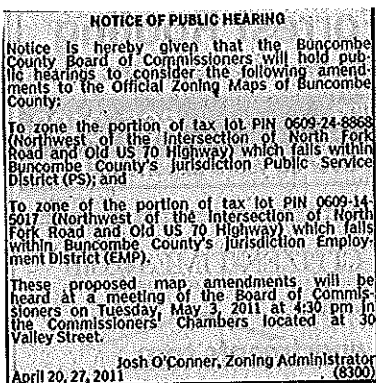 NOTICE OF PUBLIC HEARING
Notice is hereby given that the Buncombe
County Board of Commissioners will hold pub-
lic hearings to consider the following amend-
ments to the Official Zoning Maps of Buncombe
County:
To zone the portion of tax lot PIN 0609-24-8868
(Northwest of the intersection of North Fork
Road and Old US 70 Highway) which falls within
Buncombe County's jurisdiction Public Service
District (PS); and
To zone of the portion of tax lot PIN 0609-14-
5017 (Northwest of the intersection of North
Fork Road and Old US 70 Highway) which falls
within Buncombe County's jurisdiction Employ-
ment District (EMP).
These proposed map amendments will be
heard at a meeting of the Board of Commis-
sioners on Tuesday, May 3, 2011 at 4:30 pm in
the Commissioners' Chambers located at 30
Valley Street.
Josh O'Conner, Zoning Administrator
April 20, 27, 2011 (8300)